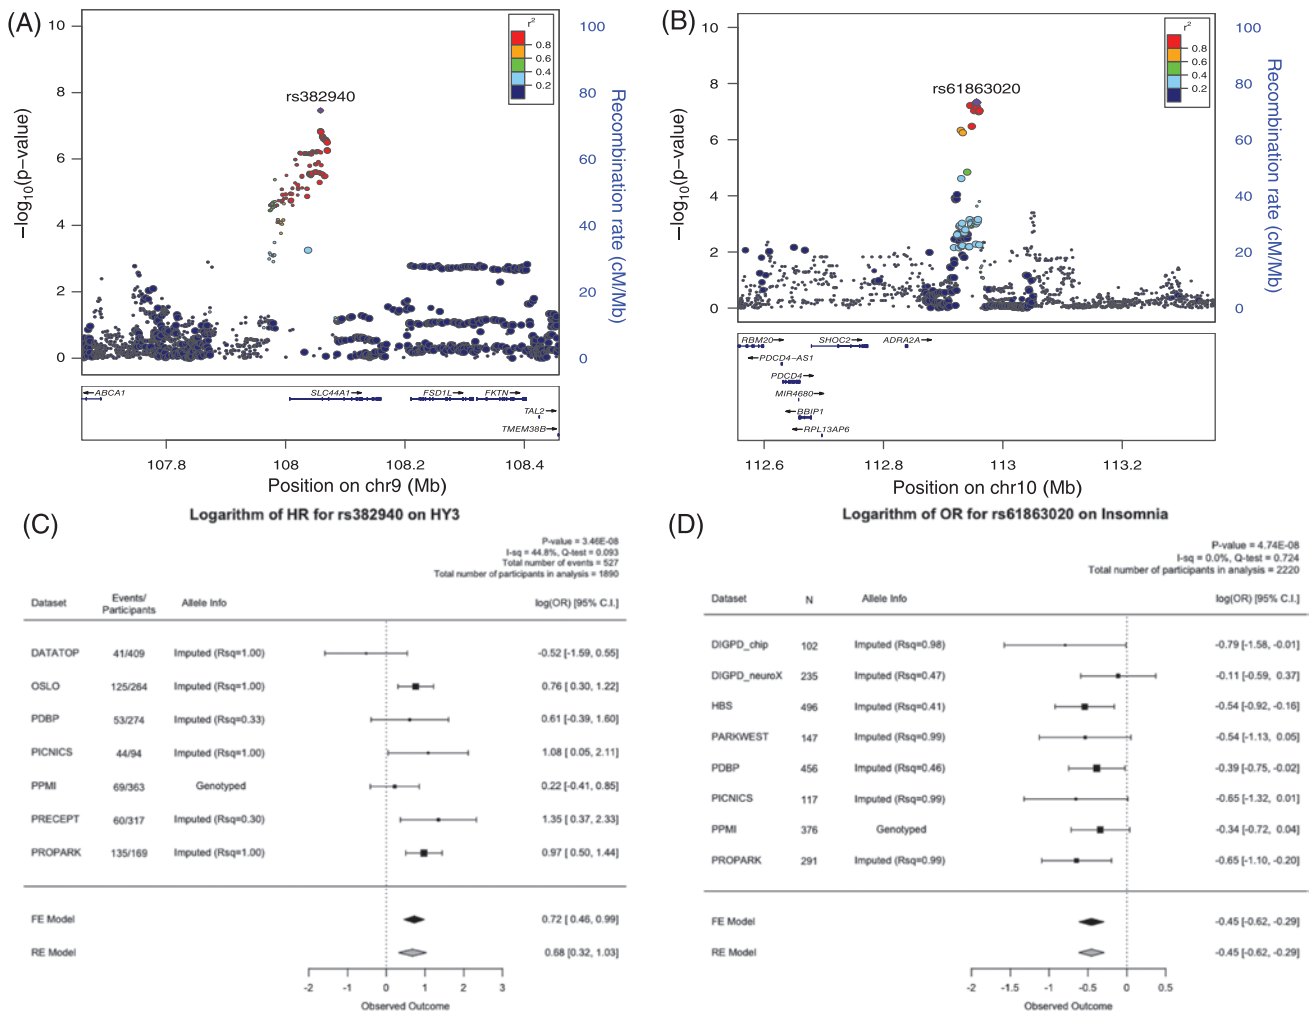 (A)
10
8
6
4
2
0
−log10(p−value)
rs382940
r²
0.8
0.6
0.4
0.2
100
80
60
40
20
0
Recombination rate (cM/Mb)
ABCA1
SLC44A1
FSD1L
FKTN
TAL2
TMEM38B
107.8
108
108.2
108.4
Position on chr9 (Mb)
(B)
10
8
6
4
2
0
−log10(p−value)
rs61863020
r²
0.8
0.6
0.4
0.2
100
80
60
40
20
0
Recombination rate (cM/Mb)
RBM20
SHOC2
ADRA2A
PDCD4−AS1
PDCD4
MIR4680
BBIP1
RPL13AP6
112.6
112.8
113
113.2
Position on chr10 (Mb)
(C)
Logarithm of HR for rs382940 on HY3
P-value = 3.46E-08
I-sq = 44.8%, Q-test = 0.093
Total number of events = 527
Total number of participants in analysis = 1890
Dataset Events/ Participants Allele Info log(OR) [95% C.I.]
DATATOP 41/409 Imputed (Rsq=1.00) -0.52 [-1.59, 0.55]
OSLO 125/264 Imputed (Rsq=1.00) 0.76 [ 0.30, 1.22]
PDBP 53/274 Imputed (Rsq=0.33) 0.61 [-0.39, 1.60]
PICNICS 44/94 Imputed (Rsq=1.00) 1.08 [ 0.05, 2.11]
PPMI 69/363 Genotyped 0.22 [-0.41, 0.85]
PRECEPT 60/317 Imputed (Rsq=0.30) 1.35 [ 0.37, 2.33]
PROPARK 135/169 Imputed (Rsq=1.00) 0.97 [ 0.50, 1.44]
FE Model 0.72 [ 0.46, 0.99]
RE Model 0.68 [ 0.32, 1.03]
-2 -1 0 1 2 3
Observed Outcome
(D)
Logarithm of OR for rs61863020 on Insomnia
P-value = 4.74E-08
I-sq = 0.0%, Q-test = 0.724
Total number of participants in analysis = 2220
Dataset N Allele Info log(OR) [95% C.I.]
DIGPD_chip 102 Imputed (Rsq=0.98) -0.79 [-1.58, -0.01]
DIGPD_neuroX 235 Imputed (Rsq=0.47) -0.11 [-0.59, 0.37]
HBS 496 Imputed (Rsq=0.41) -0.54 [-0.92, -0.16]
PARKWEST 147 Imputed (Rsq=0.99) -0.54 [-1.13, 0.05]
PDBP 456 Imputed (Rsq=0.46) -0.39 [-0.75, -0.02]
PICNICS 117 Imputed (Rsq=0.99) -0.65 [-1.32, 0.01]
PPMI 376 Genotyped -0.34 [-0.72, 0.04]
PROPARK 291 Imputed (Rsq=0.99) -0.65 [-1.10, -0.20]
FE Model -0.45 [-0.62, -0.29]
RE Model -0.45 [-0.62, -0.29]
-2 -1.5 -1 -0.5 0 0.5
Observed Outcome